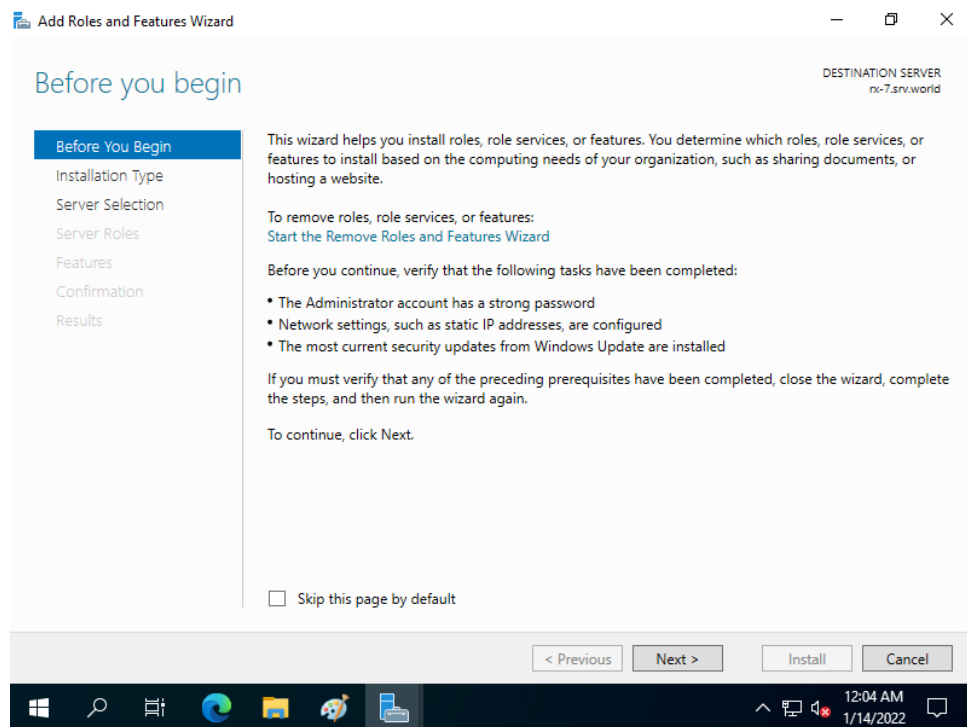 Add Roles and Features Wizard
Before you begin
DESTINATION SERVER
rx-7.srv.world
Before You Begin
Installation Type
Server Selection
Server Roles
Features
Confirmation
Results
This wizard helps you install roles, role services, or features. You determine which roles, role services, or
features to install based on the computing needs of your organization, such as sharing documents, or
hosting a website.
To remove roles, role services, or features:
Start the Remove Roles and Features Wizard
Before you continue, verify that the following tasks have been completed:
• The Administrator account has a strong password
• Network settings, such as static IP addresses, are configured
• The most current security updates from Windows Update are installed
If you must verify that any of the preceding prerequisites have been completed, close the wizard, complete
the steps, and then run the wizard again.
To continue, click Next.
Skip this page by default
< Previous
Next >
Install
Cancel
12:04 AM
1/14/2022